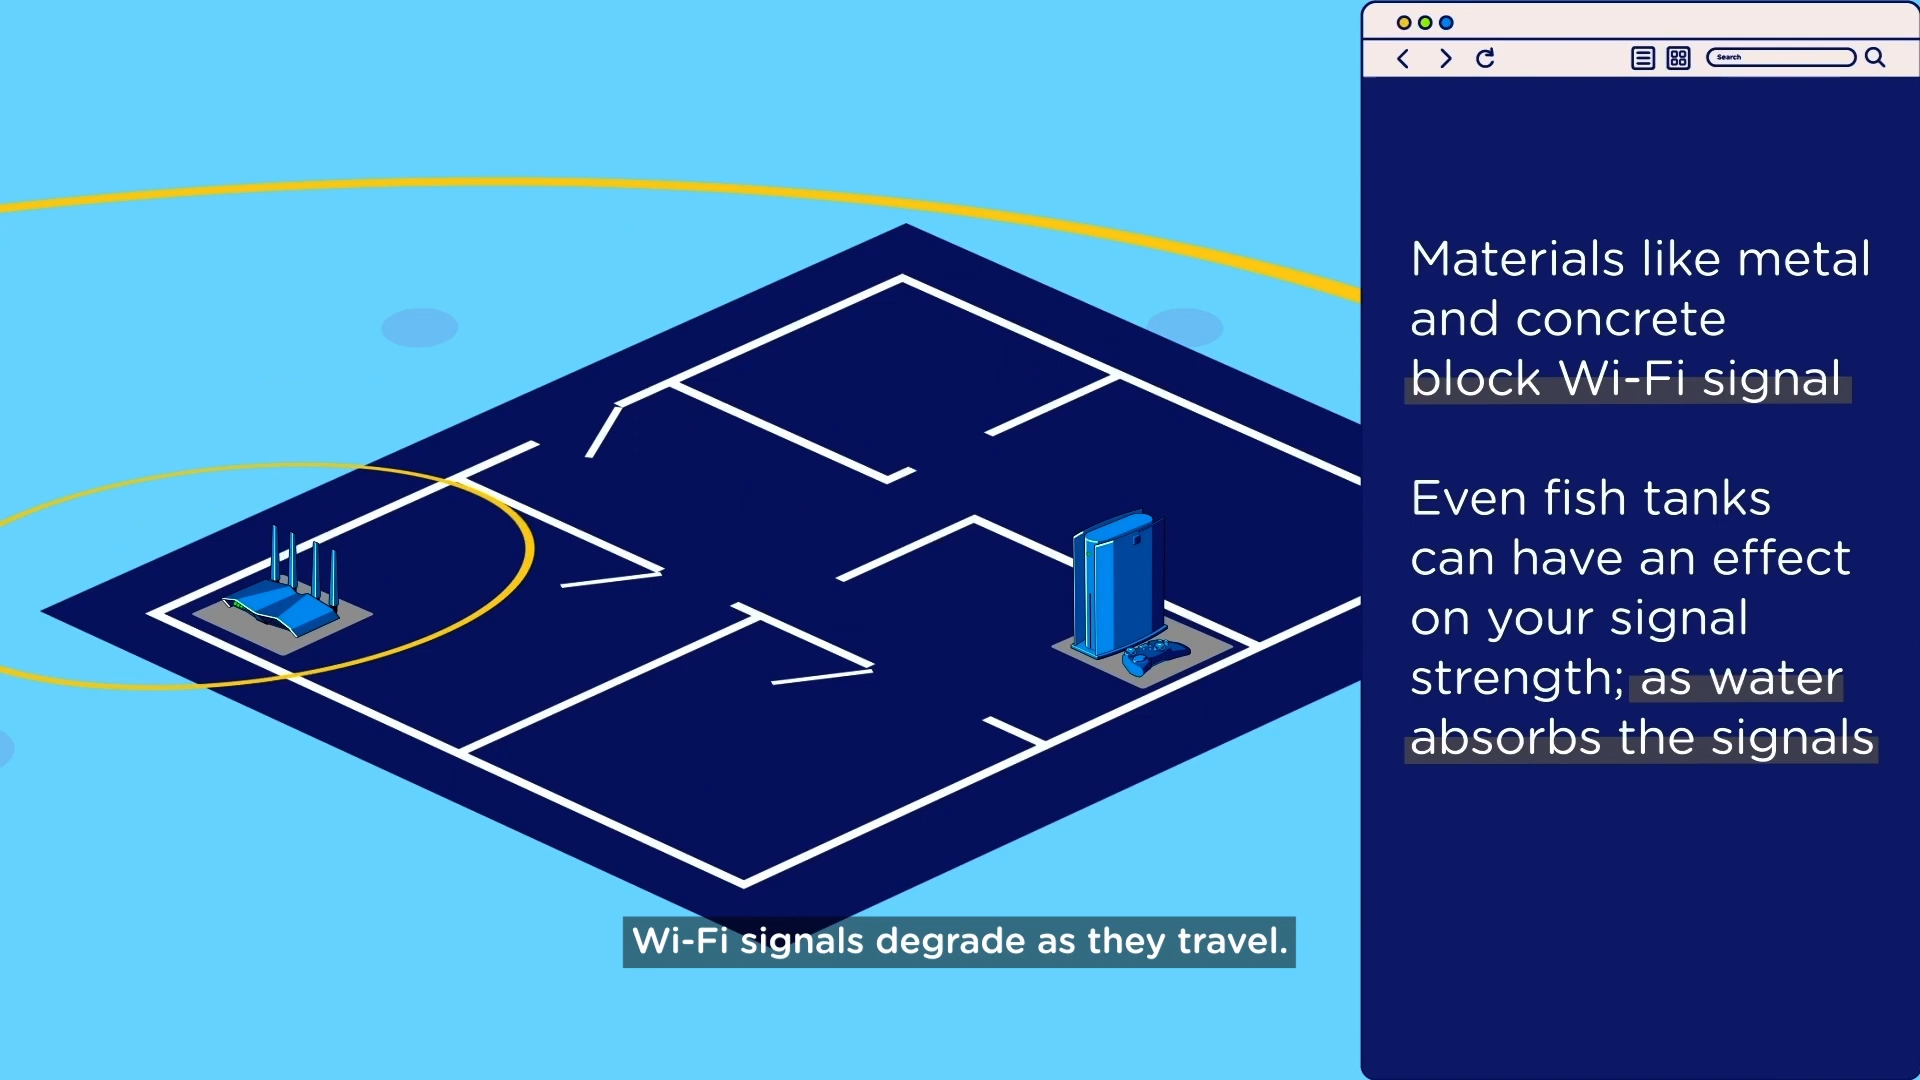 Search
Materials like metal
and concrete
block Wi-Fi signal
Even fish tanks
can have an effect
on your signal
strength; as water
absorbs the signals
Wi-Fi signals degrade as they travel.